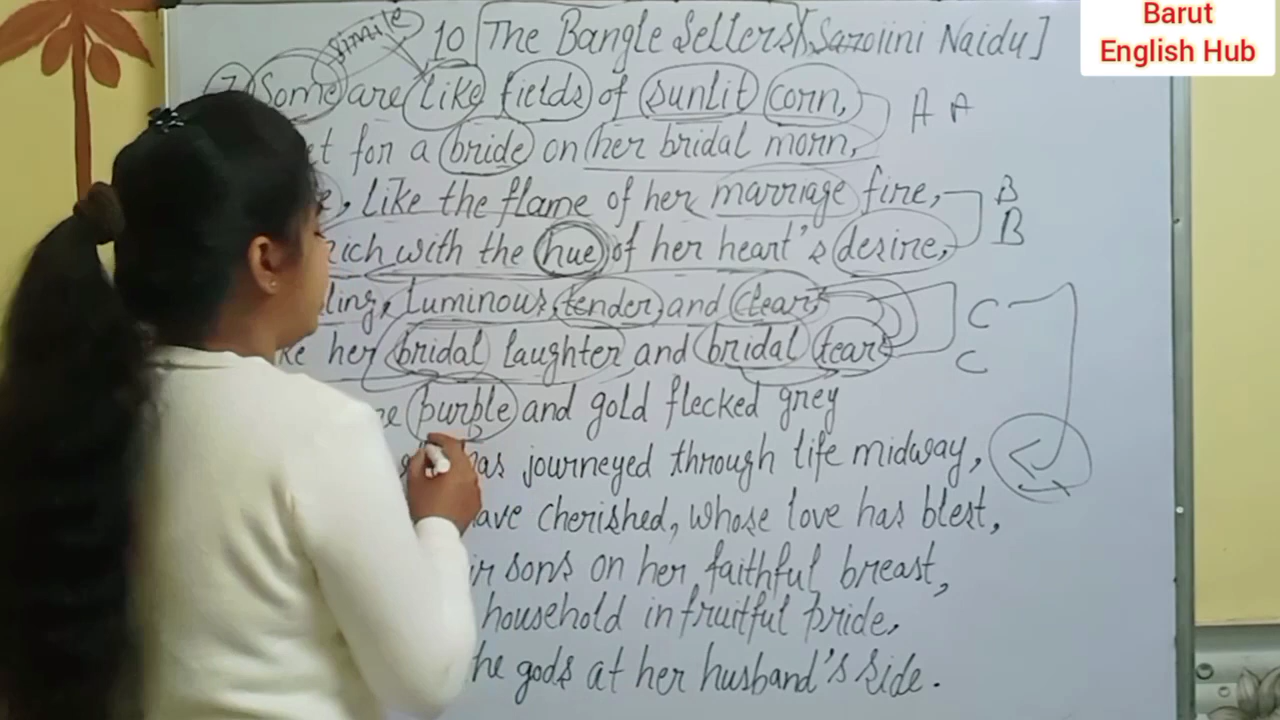 Barut
English Hub
simile
10 [The Bangle Sellers] [Sarojini Naidu]
7) Some are like fields of sunlit corn,
for a bride on her bridal morn,
, like the flame of her marriage fire,
rich with the hue of her heart's desire,
ling, luminous, tender, and clear,
her bridal laughter and bridal tear
purple and gold flecked grey
has journeyed through life midway,
ave cherished, whose love has blest,
sons on her faithful breast,
household in fruitful pride,
he gods at her husband's side.
A A
B
B
C
C